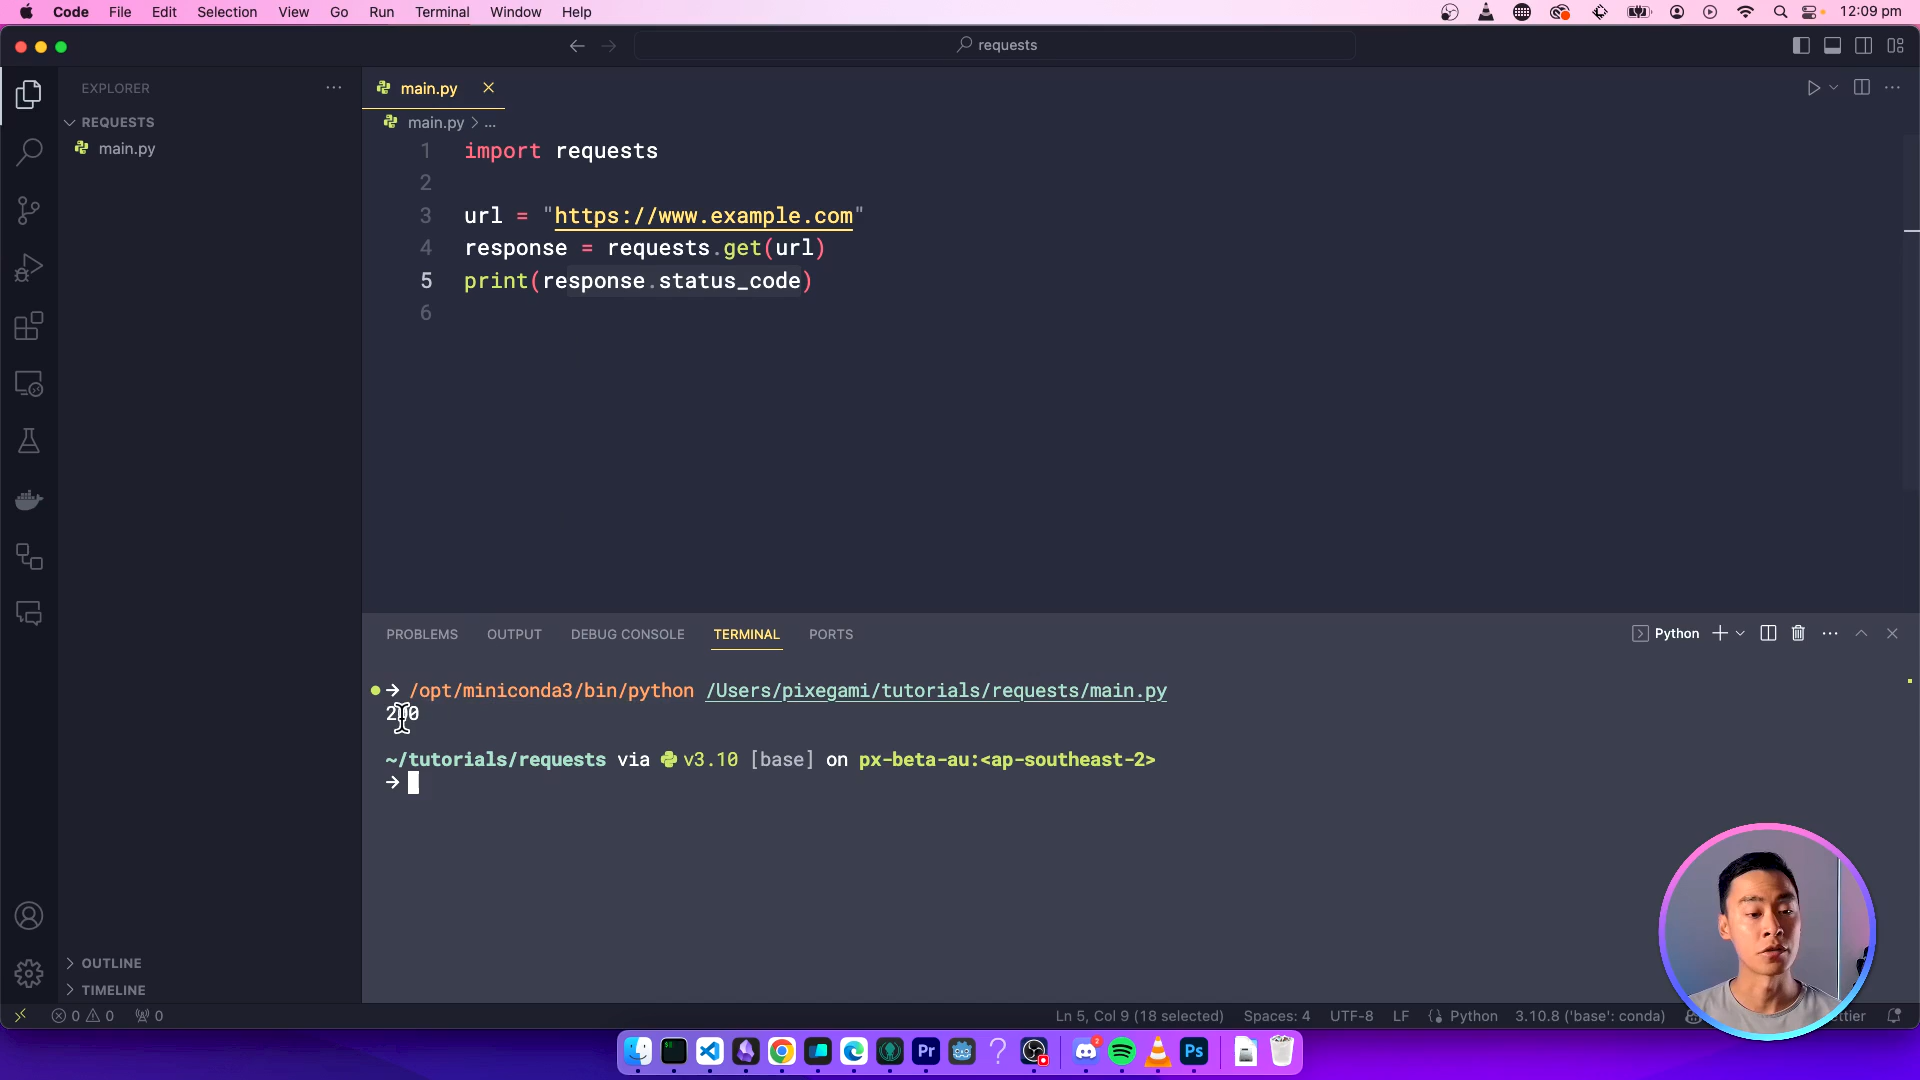 Code File Edit Selection View Go Run Terminal Window Help 12:09 pm
requests
EXPLORER
REQUESTS
main.py
OUTLINE
TIMELINE
main.py
main.py > ...
1 import requests
2
3 url = "https://www.example.com"
4 response = requests.get(url)
5 print(response.status_code)
6
PROBLEMS OUTPUT DEBUG CONSOLE TERMINAL PORTS Python
→ /opt/miniconda3/bin/python /Users/pixegami/tutorials/requests/main.py
200
~/tutorials/requests via v3.10 [base] on px-beta-au:<ap-southeast-2>
→
0 0 0 Ln 5, Col 9 (18 selected) Spaces: 4 UTF-8 LF Python 3.10.8 ('base': conda)
2 Pr Ps